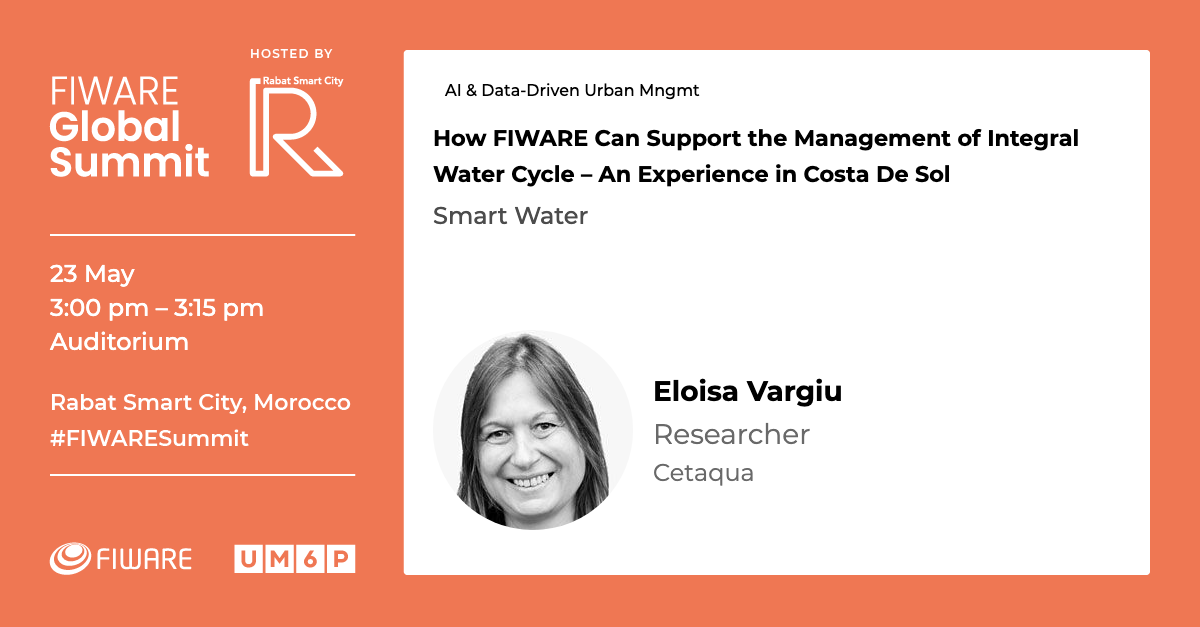 HOSTED BY
FIWARE
Global
Summit
Rabat Smart City
R
23 May
3:00 pm – 3:15 pm
Auditorium
Rabat Smart City, Morocco
#FIWARESummit
FIWARE
UM6P
AI & Data-Driven Urban Mngmt
How FIWARE Can Support the Management of Integral
Water Cycle – An Experience in Costa De Sol
Smart Water
Eloisa Vargiu
Researcher
Cetaqua